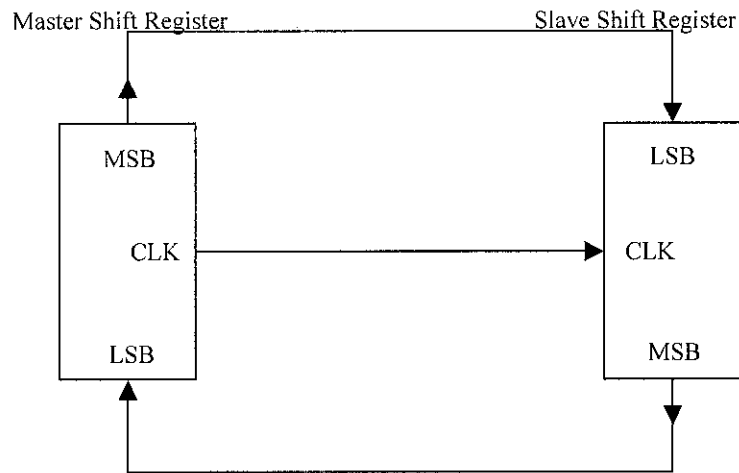 Master Shift Register
Slave Shift Register
MSB
LSB
CLK
CLK
LSB
MSB